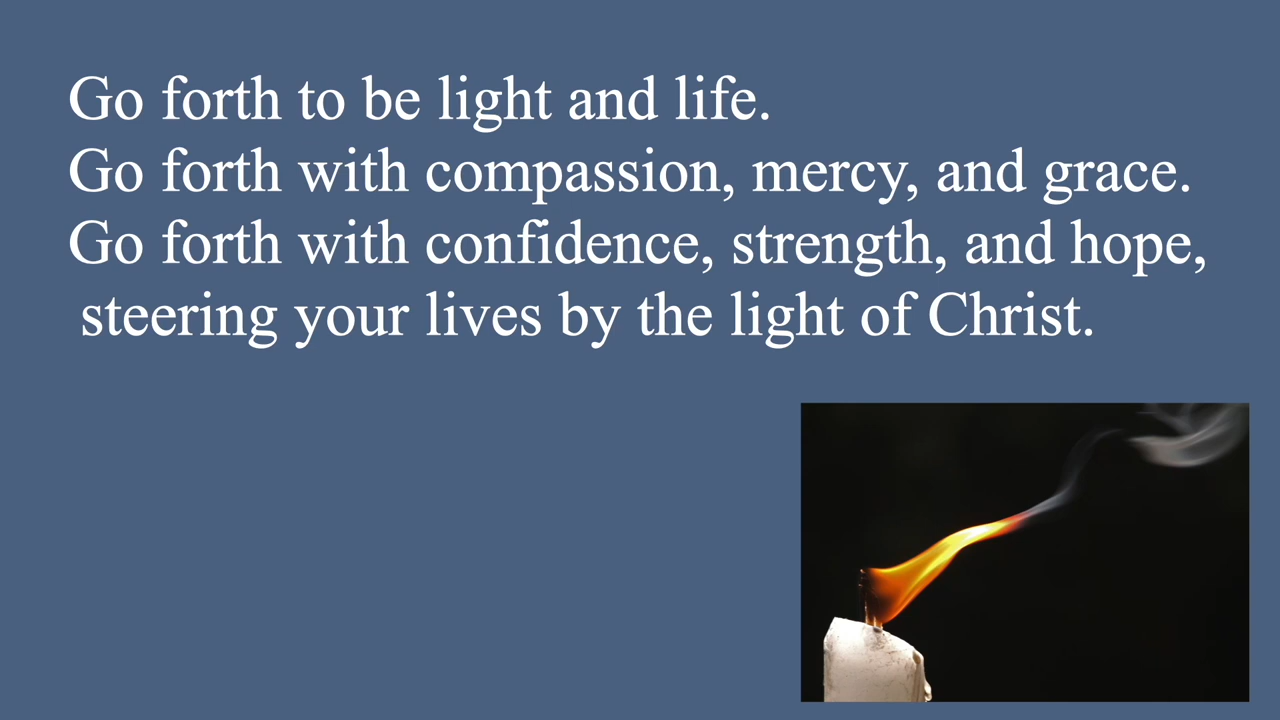 Go forth to be light and life.
Go forth with compassion, mercy, and grace.
Go forth with confidence, strength, and hope,
steering your lives by the light of Christ.